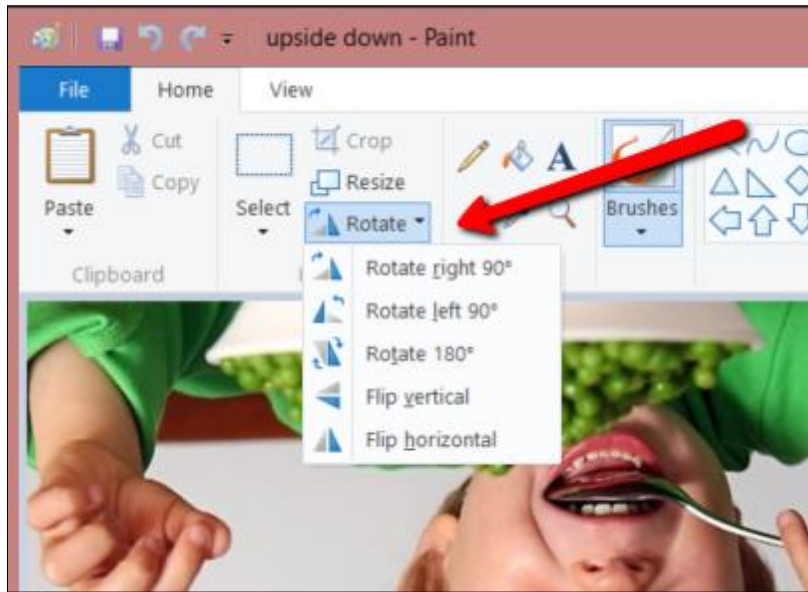 upside down - Paint
File Home View
Paste
Cut
Copy
Clipboard
Select
Crop
Resize
Rotate
A
Brushes
Rotate right 90°
Rotate left 90°
Rotate 180°
Flip vertical
Flip horizontal